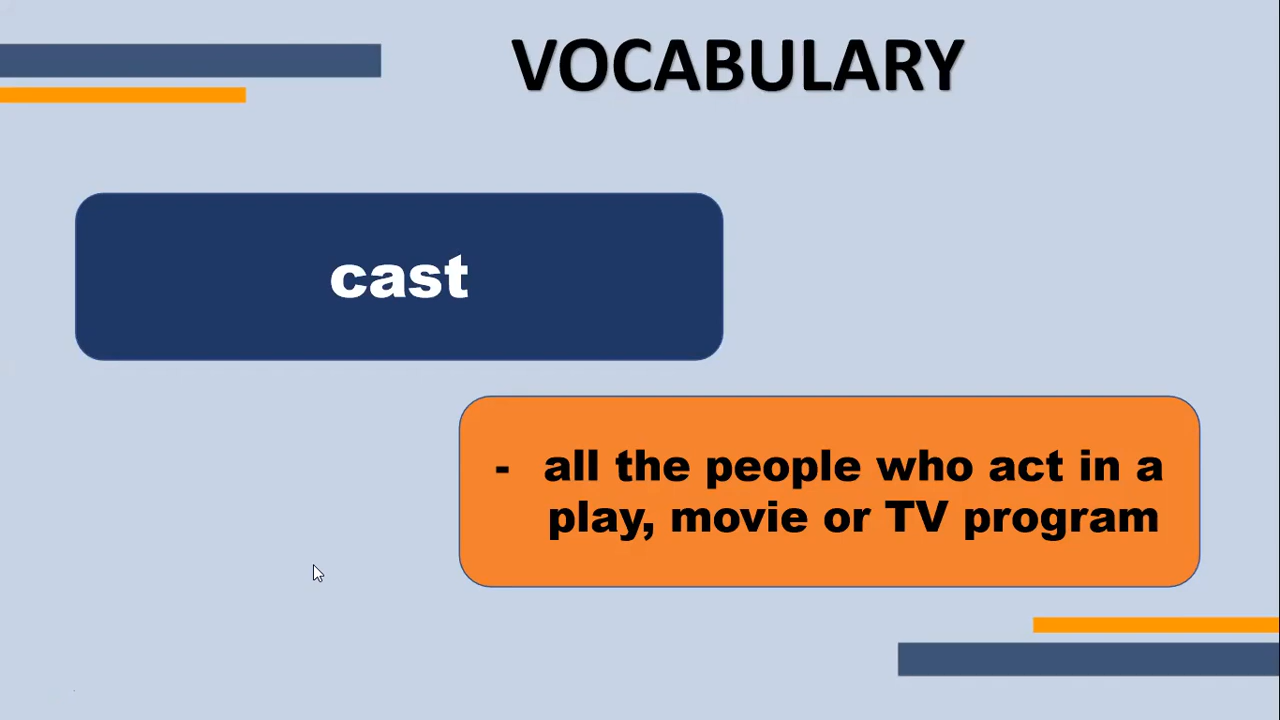 VOCABULARY
cast
- all the people who act in a
play, movie or TV program